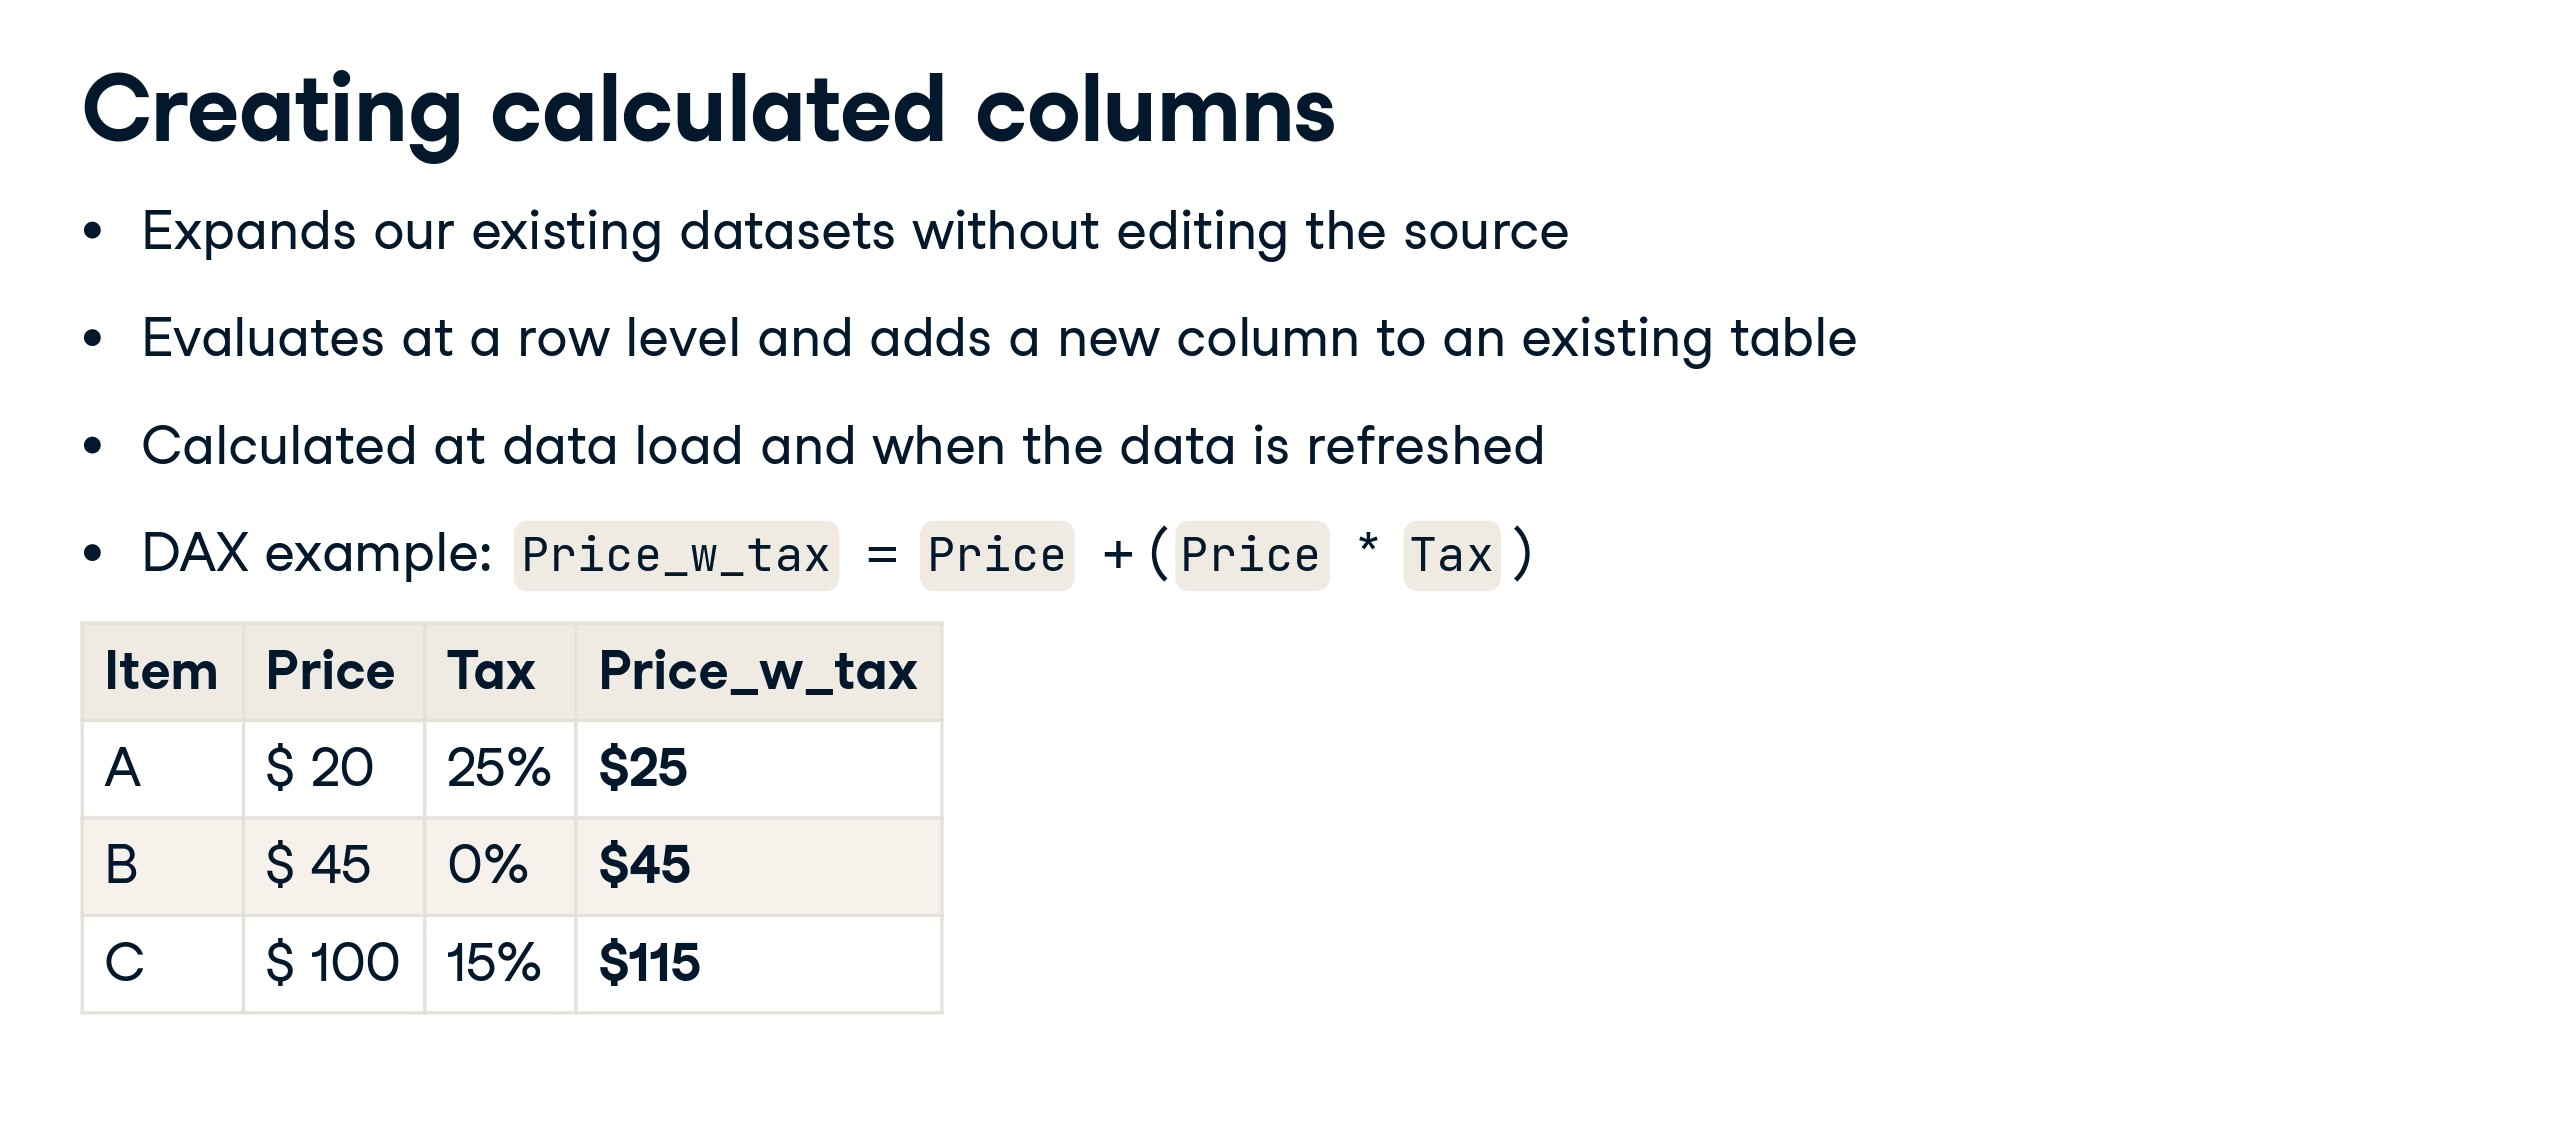 Creating calculated columns
• Expands our existing datasets without editing the source
• Evaluates at a row level and adds a new column to an existing table
• Calculated at data load and when the data is refreshed
• DAX example: Price_w_tax = Price + (Price * Tax)
Item Price Tax Price_w_tax
A $ 20 25% $25
B $ 45 0% $45
C $ 100 15% $115